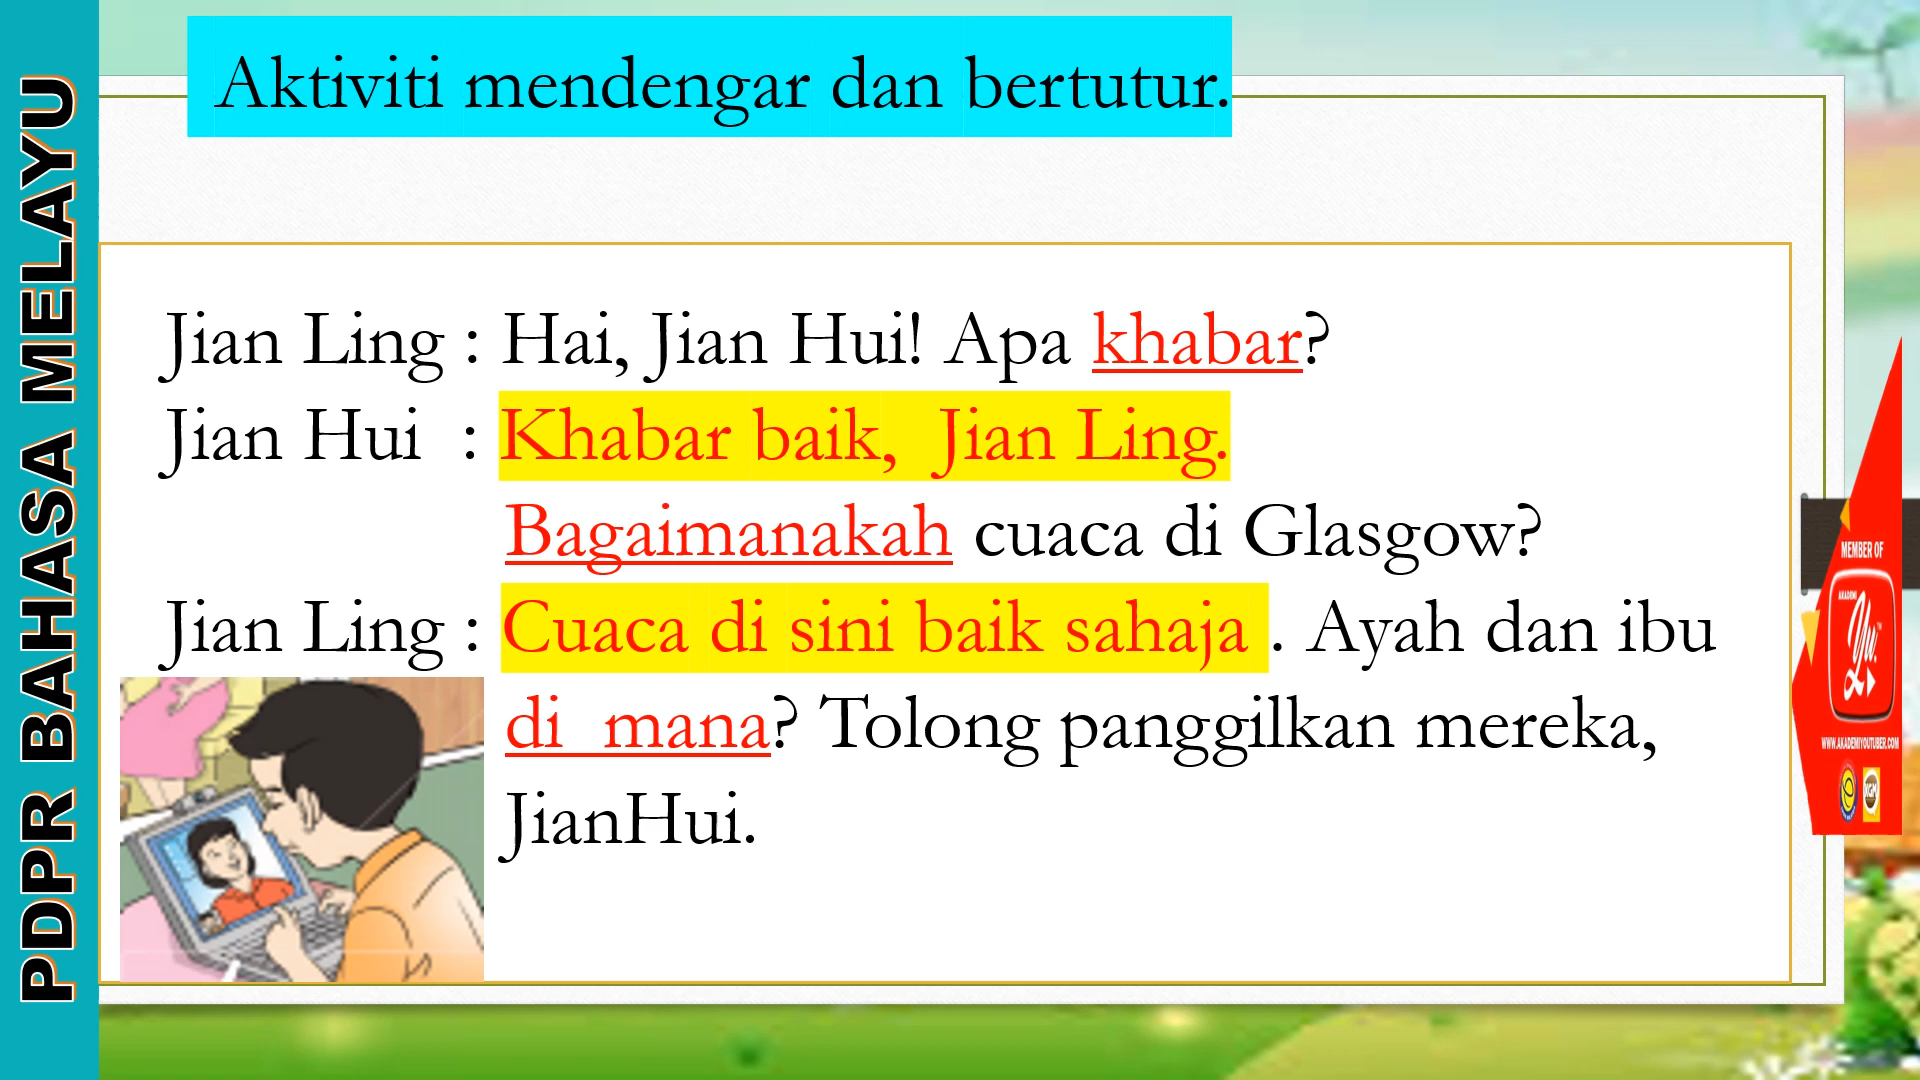 Aktiviti mendengar dan bertutur.
PDPR BAHASA MELAYU
Jian Ling : Hai, Jian Hui! Apa khabar?
Jian Hui : Khabar baik, Jian Ling.
Bagaimanakah cuaca di Glasgow?
Jian Ling : Cuaca di sini baik sahaja . Ayah dan ibu
di mana? Tolong panggilkan mereka,
JianHui.
MEMBER OF
AKADEMI
Yu.
WWW.AKADEMIYOUTUBER.COM